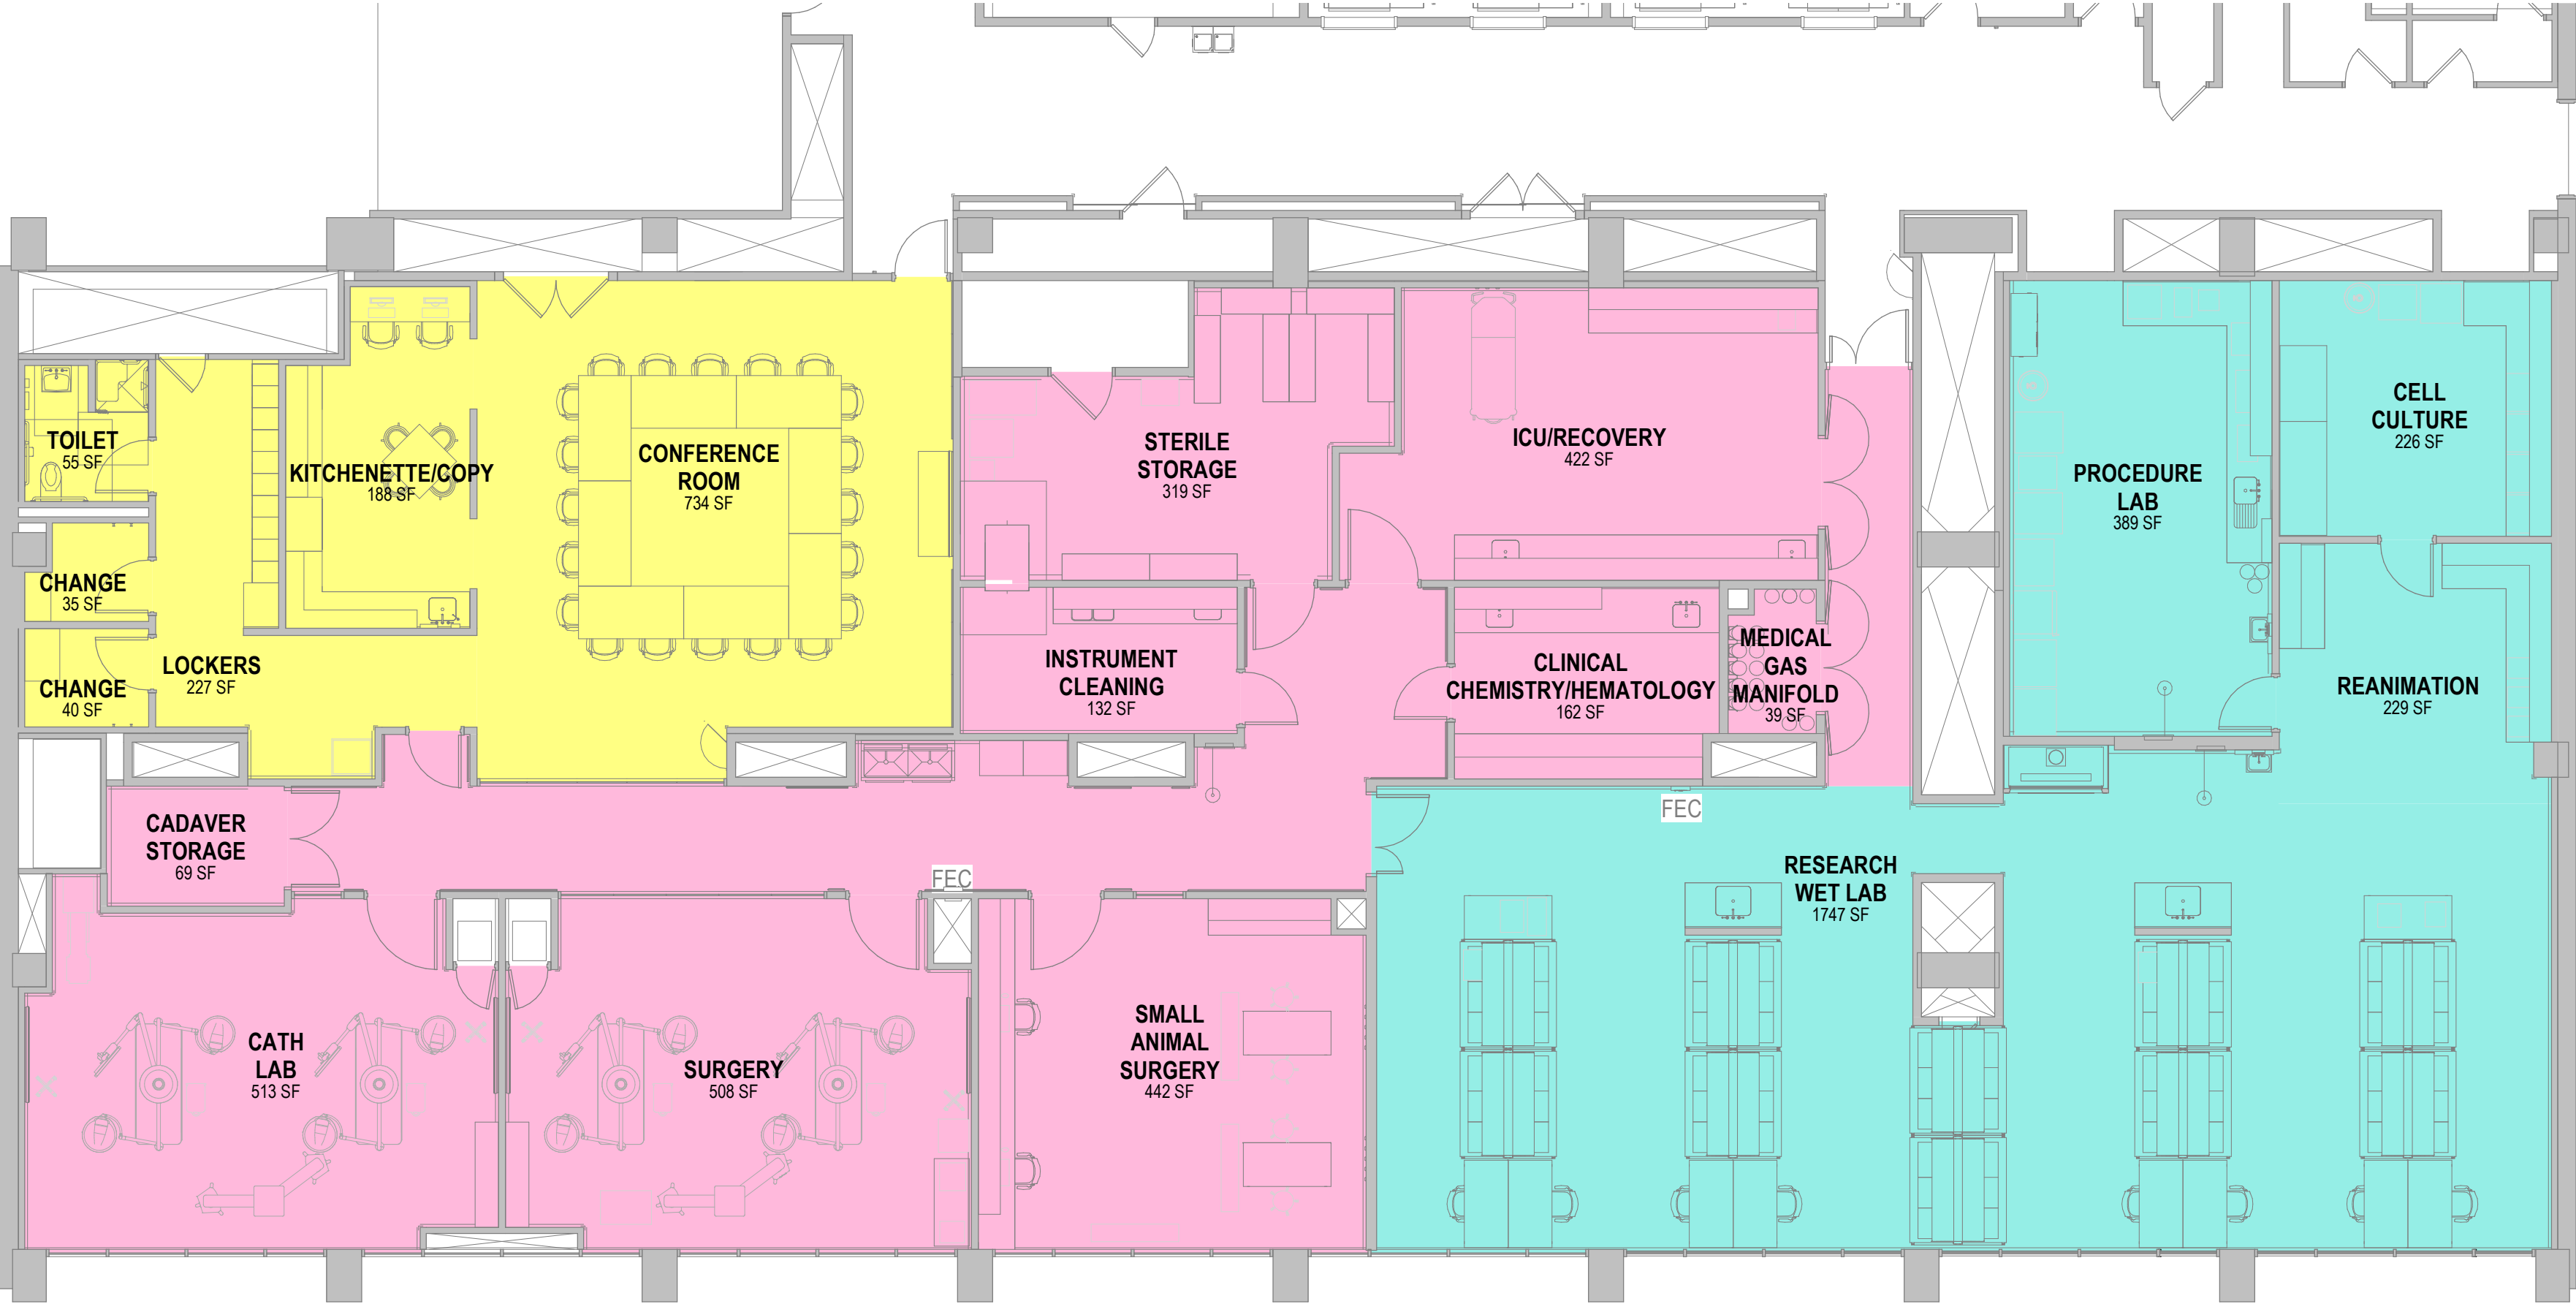 TOILET
55 SF
KITCHENETTE/COPY
188 SF
CONFERENCE
ROOM
734 SF
CHANGE
35 SF
CHANGE
40 SF
LOCKERS
227 SF
STERILE
STORAGE
319 SF
ICU/RECOVERY
422 SF
INSTRUMENT
CLEANING
132 SF
CLINICAL
CHEMISTRY/HEMATOLOGY
162 SF
MEDICAL
GAS
MANIFOLD
39 SF
PROCEDURE
LAB
389 SF
CELL
CULTURE
226 SF
REANIMATION
229 SF
CADAVER
STORAGE
69 SF
FEC
FEC
RESEARCH
WET LAB
1747 SF
CATH
LAB
513 SF
SURGERY
508 SF
SMALL
ANIMAL
SURGERY
442 SF